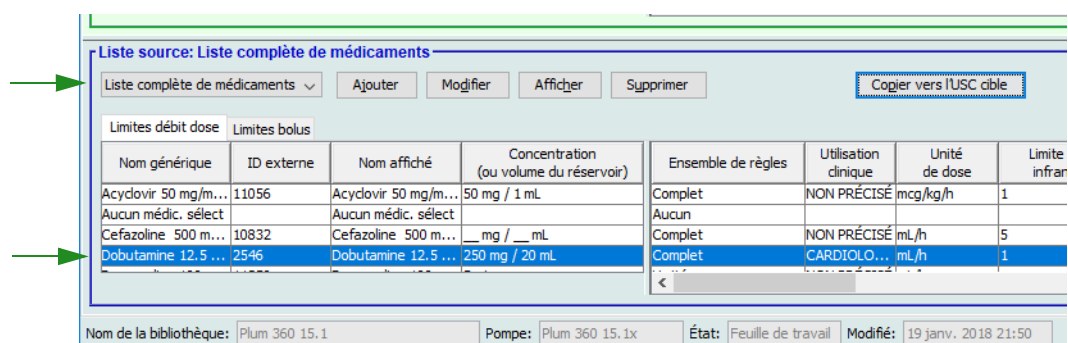 Liste source: Liste complète de médicaments
Liste complète de médicaments Ajouter Modifier Afficher Supprimer Copier vers l'USC cible
Limites débit dose Limites bolus
Nom générique ID externe Nom affiché Concentration (ou volume du réservoir) Ensemble de règles Utilisation clinique Unité de dose Limite infran
Acyclovir 50 mg/m... 11056 Acyclovir 50 mg/m... 50 mg / 1 mL Complet NON PRÉCISÉ mcg/kg/h 1
Aucun médic. sélect Aucun médic. sélect Aucun
Cefazoline 500 m... 10832 Cefazoline 500 m... __ mg / __ mL Complet NON PRÉCISÉ mL/h 5
Dobutamine 12.5 ... 2546 Dobutamine 12.5 ... 250 mg / 20 mL Complet CARDIOLO... mL/h 1
Nom de la bibliothèque: Plum 360 15.1 Pompe: Plum 360 15.1x État: Feuille de travail Modifié: 19 janv. 2018 21:50